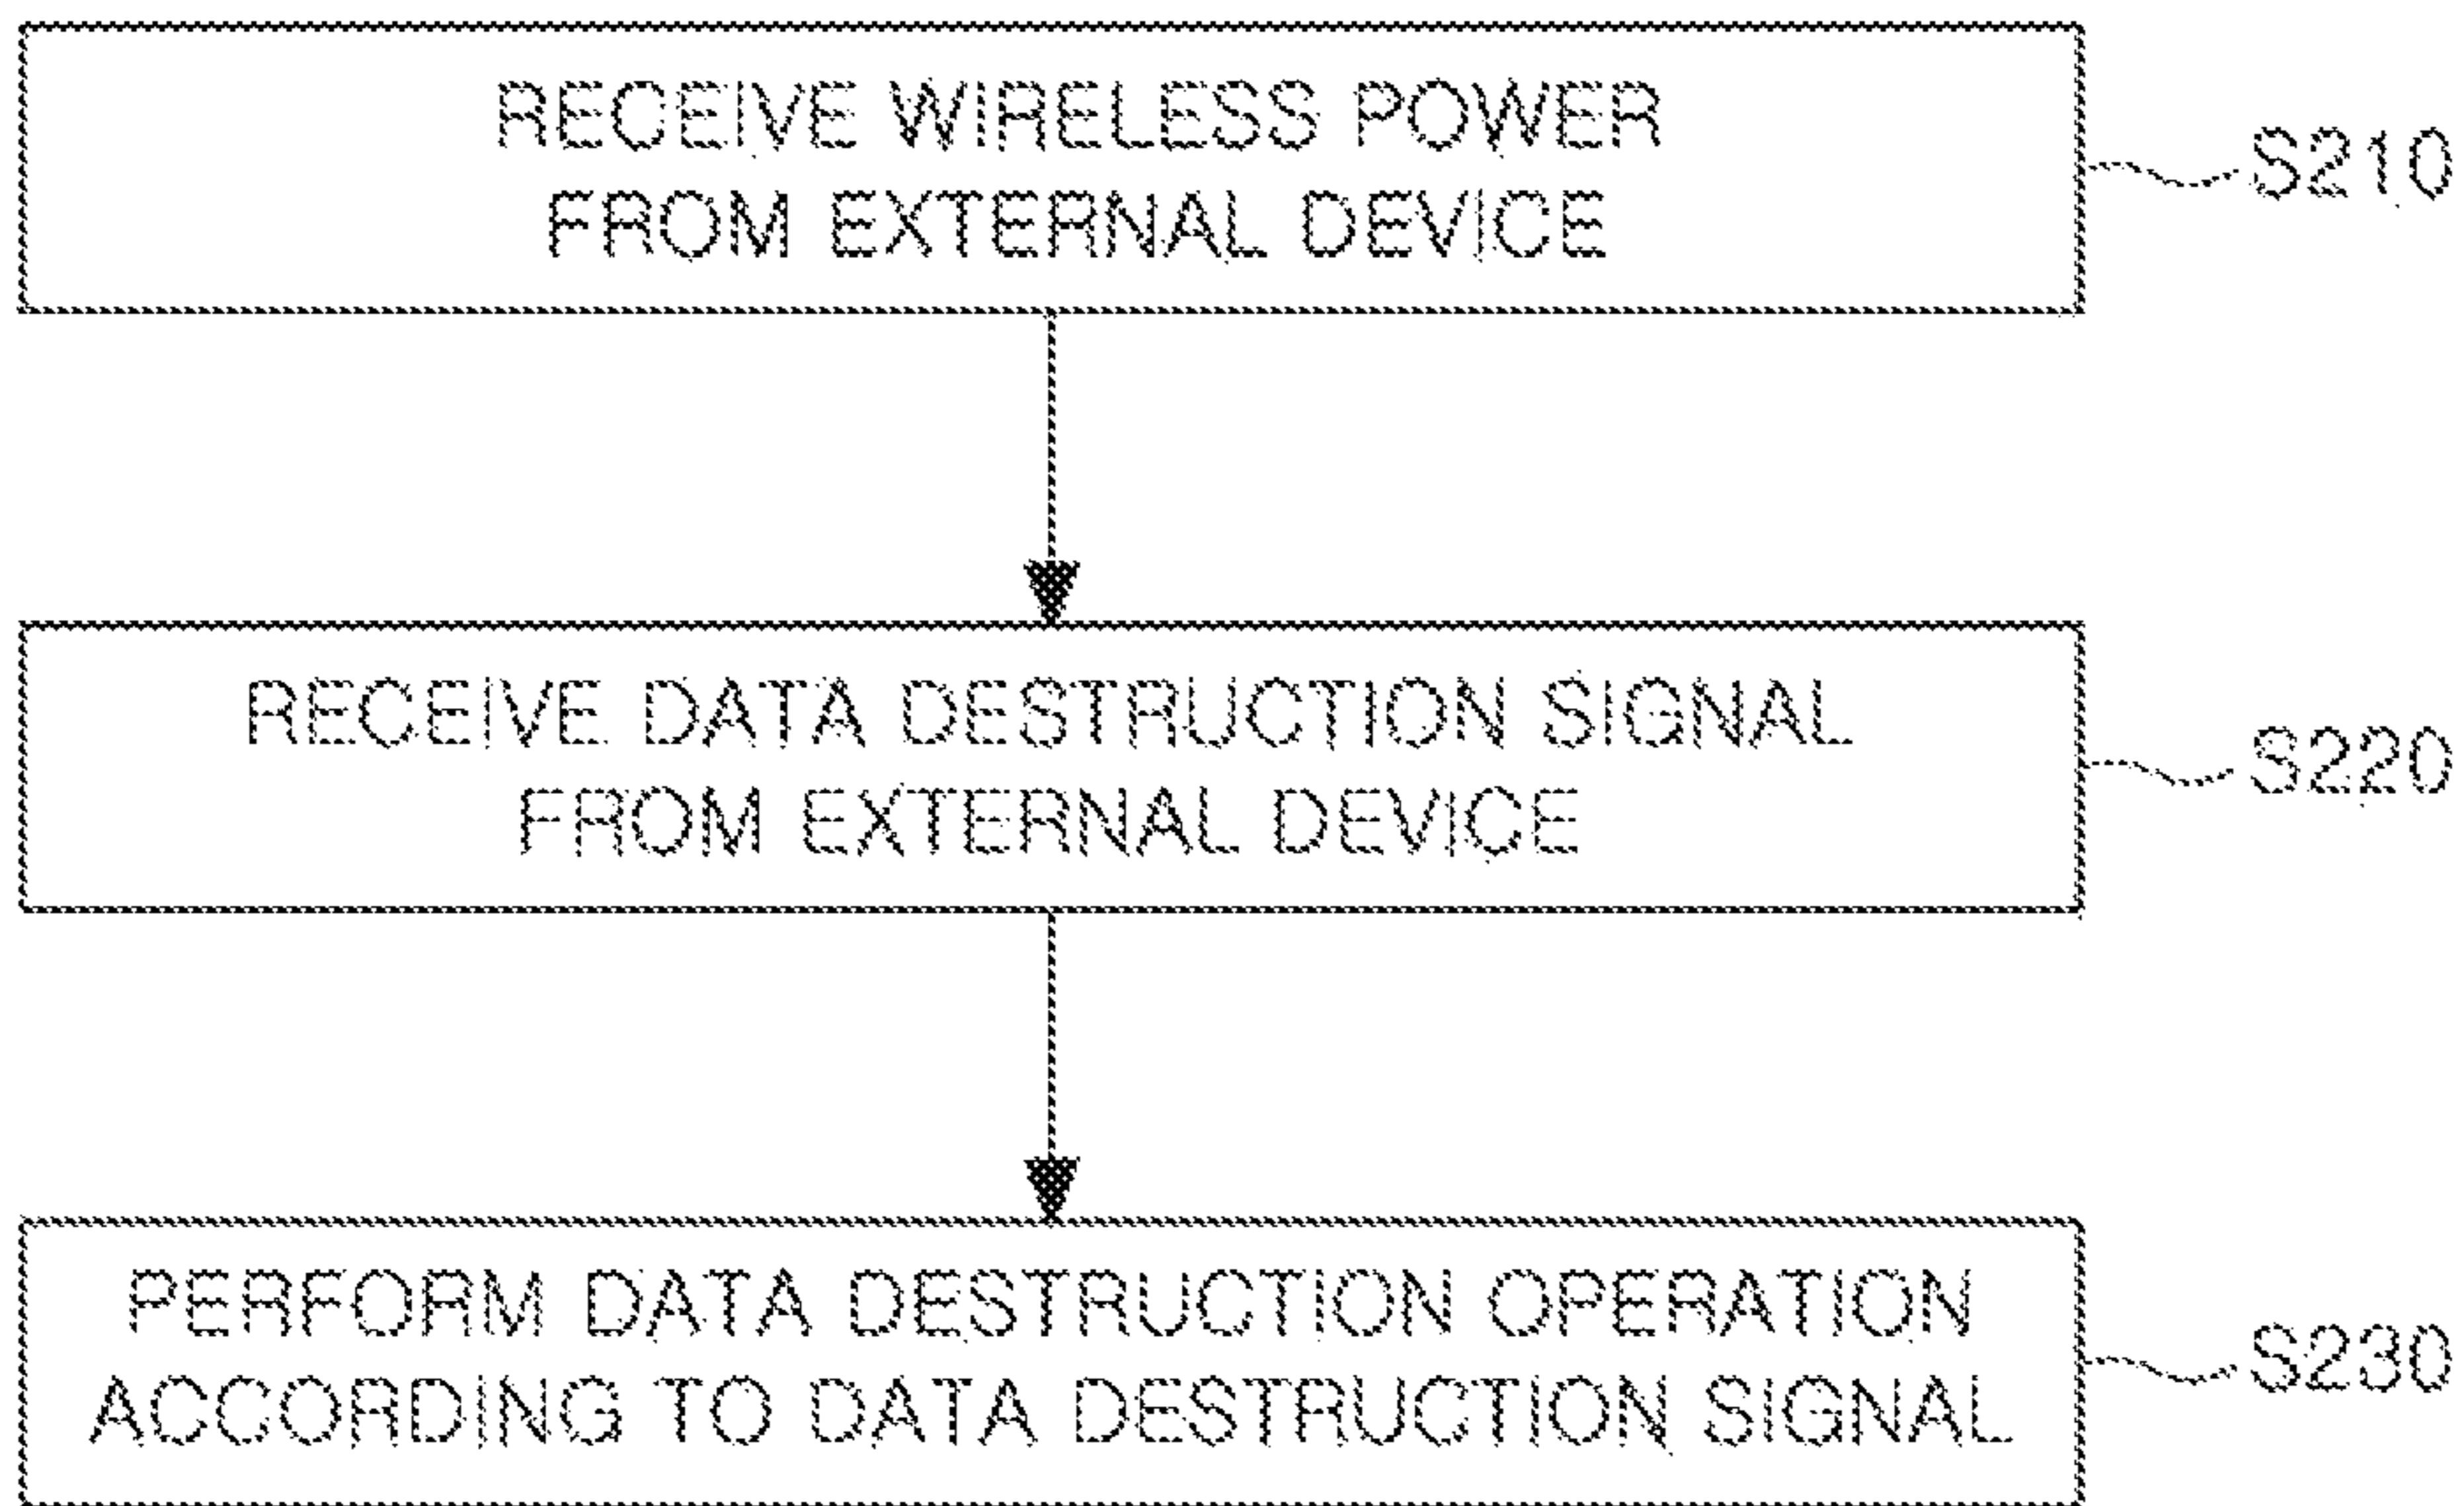 RECEIVE WIRELESS POWER
FROM EXTERNAL DEVICE
S210
RECEIVE DATA DESTRUCTION SIGNAL
FROM EXTERNAL DEVICE
S220
PERFORM DATA DESTRUCTION OPERATION
ACCORDING TO DATA DESTRUCTION SIGNAL
S230